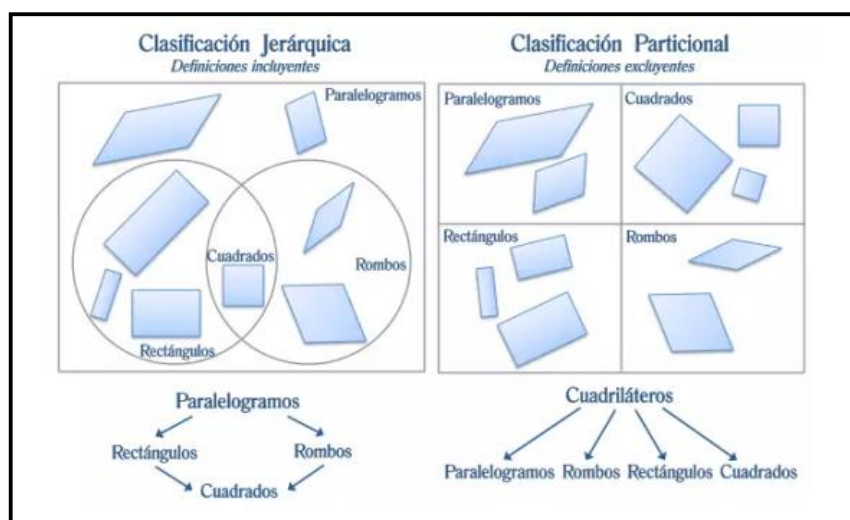 Clasificación Jerárquica
Definiciones incluyentes
Paralelogramos
Cuadrados
Rombos
Rectángulos
Paralelogramos
Rectángulos
Rombos
Cuadrados
Clasificación Particional
Definiciones excluyentes
Paralelogramos
Cuadrados
Rectángulos
Rombos
Cuadriláteros
Paralelogramos Rombos Rectángulos Cuadrados